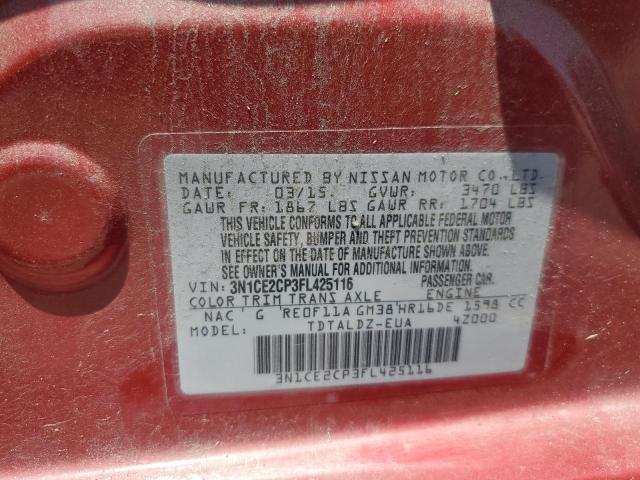 MANUFACTURED BY NISSAN MOTOR CO., LTD.
DATE: 03/15. GVWR: 3470 LBS
GAWR FR: 1867 LBS GAWR RR: 1704 LBS
THIS VEHICLE CONFORMS TO ALL APPLICABLE FEDERAL MOTOR
VEHICLE SAFETY, BUMPER AND THEFT PREVENTION STANDARDS
IN EFFECT ON THE DATE OF MANUFACTURE SHOWN ABOVE.
SEE OWNER'S MANUAL FOR ADDITIONAL INFORMATION.
VIN: 3N1CE2CP3FL425116 PASSENGER CAR.
COLOR TRIM TRANS AXLE ENGINE
NAC G RE0F11A GM38 HR16DE 1598 CC
MODEL: TDTALDZ-EUA 4Z000
3N1CE2CP3FL425116